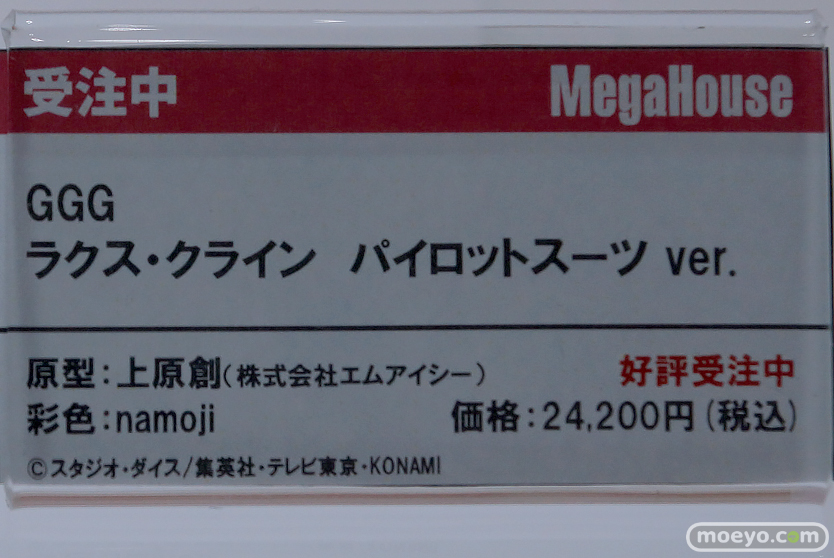 受注中 MegaHouse
GGG
ラクス・クライン パイロットスーツ ver.
原型:上原創(株式会社エムアイシー) 好評受注中
彩色:namoji 価格:24,200円(税込)
©スタジオ・ダイス/集英社・テレビ東京・KONAMI
moeyo.com